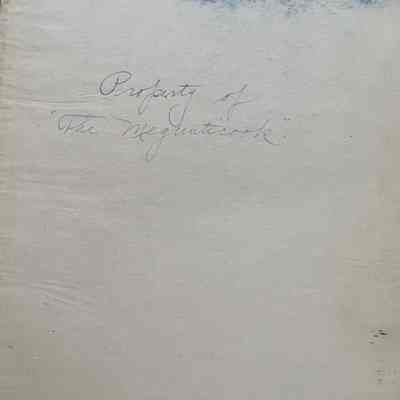 Property of
"The Megunticook"